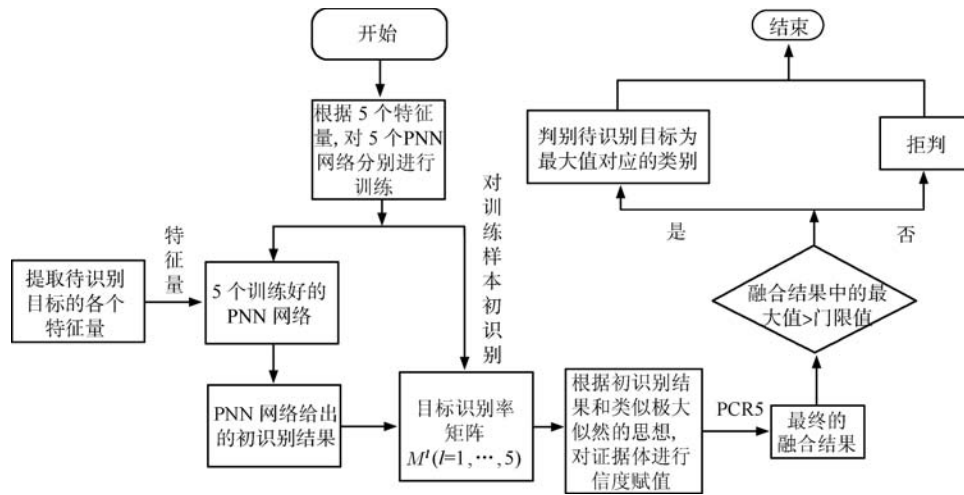 开始
根据 5 个特征
量,对 5 个PNN
网络分别进行
训练
对训练样本初识别
提取待识别
目标的各个
特征量
特征量
5 个训练好的
PNN 网络
PNN 网络给出
的初识别结果
目标识别率
矩阵
M^l(l=1,…,5)
根据初识别结
果和类似极大
似然的思想,
对证据体进行
信度赋值
PCR5
最终的
融合结果
融合结果中的最
大值>门限值
是
否
判别待识别目标为
最大值对应的类别
拒判
结束